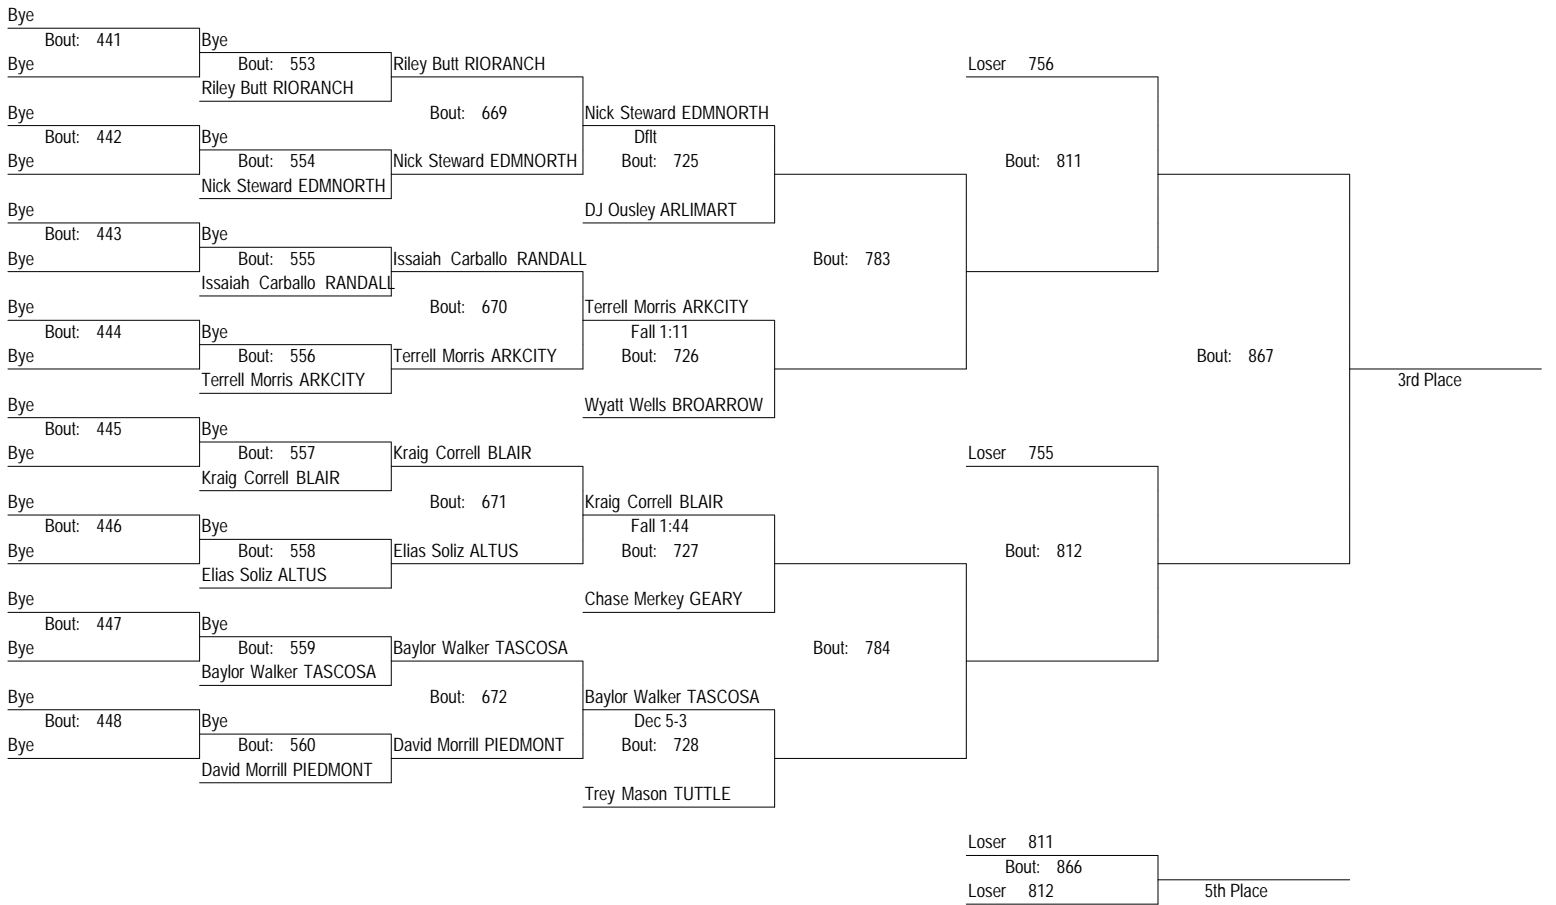 Bye
Bout: 441
Bye
Bye
Bout: 553
Riley Butt RIORANCH
Riley Butt RIORANCH
Loser 756
Bye
Bout: 442
Bye
Bye
Bout: 554
Nick Steward EDMNORTH
Bout: 669
Nick Steward EDMNORTH
Nick Steward EDMNORTH
Dflt
Bout: 725
DJ Ousley ARLIMART
Bout: 811
Bye
Bout: 443
Bye
Bye
Bout: 555
Issaiah Carballo RANDALL
Issaiah Carballo RANDALL
Bout: 783
Bye
Bout: 444
Bye
Bye
Bout: 556
Terrell Morris ARKCITY
Bout: 670
Terrell Morris ARKCITY
Terrell Morris ARKCITY
Fall 1:11
Bout: 726
Wyatt Wells BROARROW
Bout: 867
3rd Place
Bye
Bout: 445
Bye
Bye
Bout: 557
Kraig Correll BLAIR
Kraig Correll BLAIR
Loser 755
Bye
Bout: 446
Bye
Bye
Bout: 558
Elias Soliz ALTUS
Bout: 671
Elias Soliz ALTUS
Kraig Correll BLAIR
Fall 1:44
Bout: 727
Chase Merkey GEARY
Bout: 812
Bye
Bout: 447
Bye
Bye
Bout: 559
Baylor Walker TASCOSA
Baylor Walker TASCOSA
Bout: 784
Bye
Bout: 448
Bye
Bye
Bout: 560
David Morrill PIEDMONT
Bout: 672
David Morrill PIEDMONT
Baylor Walker TASCOSA
Dec 5-3
Bout: 728
Trey Mason TUTTLE
Loser 811
Bout: 866
Loser 812
5th Place